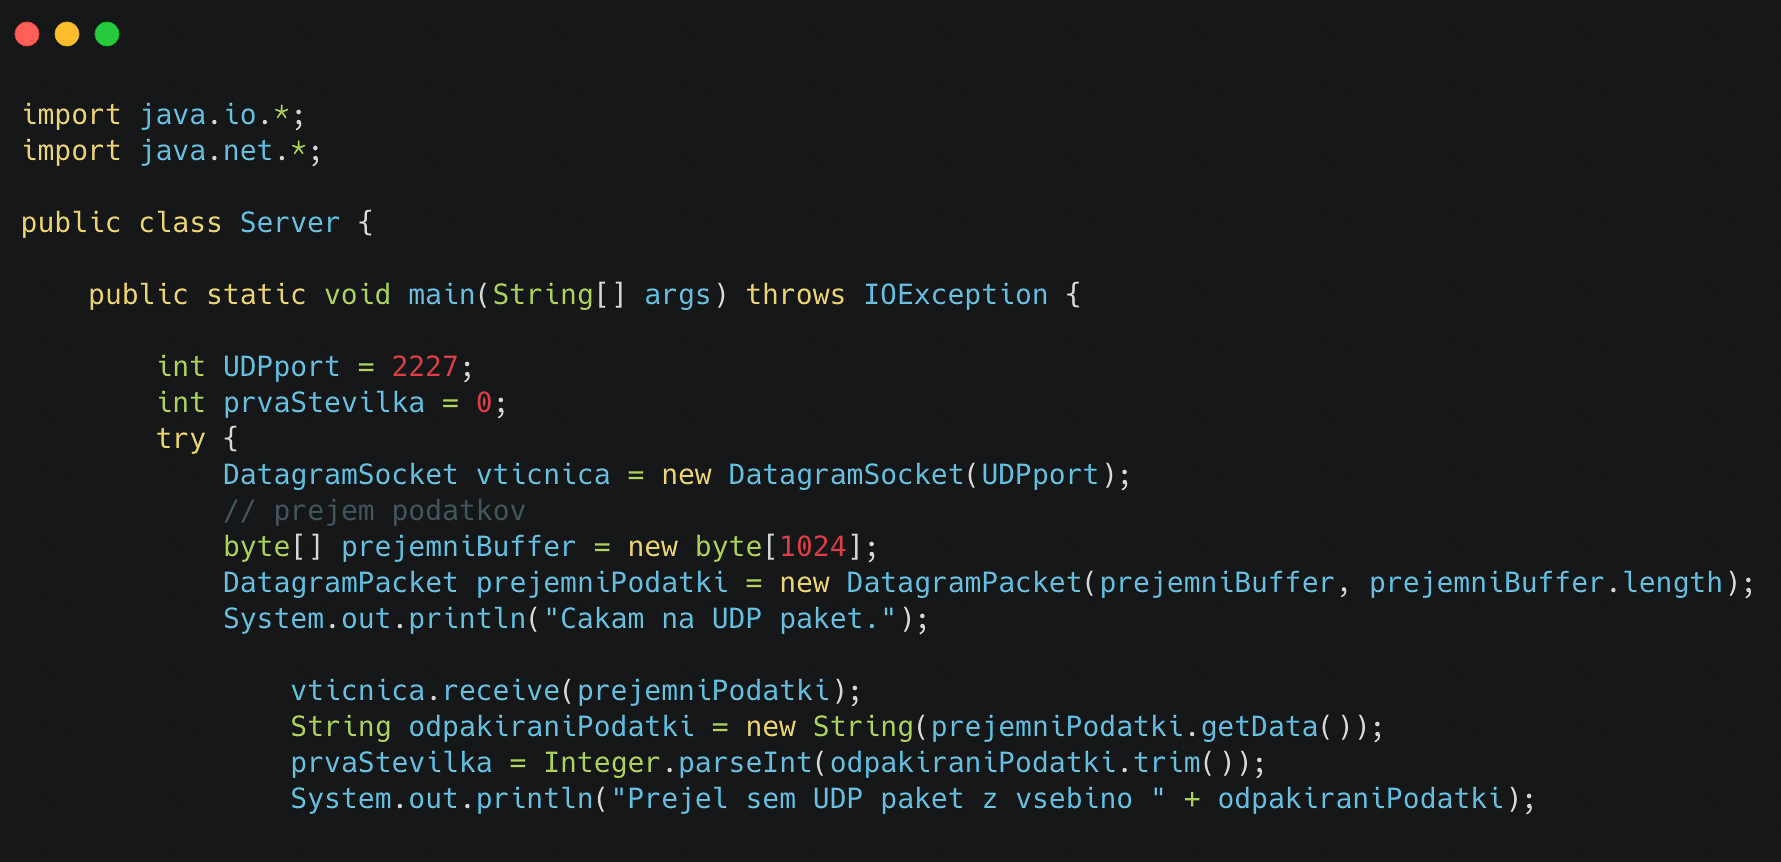 import java.io.*;
import java.net.*;
public class Server {
public static void main(String[] args) throws IOException {
int UDPport = 2227;
int prvaStevilka = 0;
try {
DatagramSocket vticnica = new DatagramSocket(UDPport);
// prejem podatkov
byte[] prejemniBuffer = new byte[1024];
DatagramPacket prejemniPodatki = new DatagramPacket(prejemniBuffer, prejemniBuffer.length);
System.out.println("Cakam na UDP paket.");
vticnica.receive(prejemniPodatki);
String odpakiraniPodatki = new String(prejemniPodatki.getData());
prvaStevilka = Integer.parseInt(odpakiraniPodatki.trim());
System.out.println("Prejel sem UDP paket z vsebino " + odpakiraniPodatki);